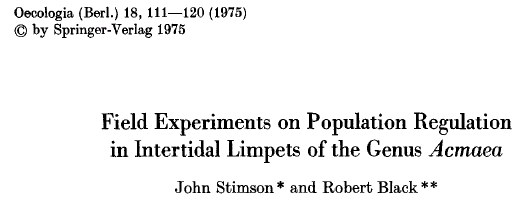 Oecologia (Berl.) 18, 111—120 (1975)
© by Springer-Verlag 1975
Field Experiments on Population Regulation
in Intertidal Limpets of the Genus Acmaea
John Stimson * and Robert Black **